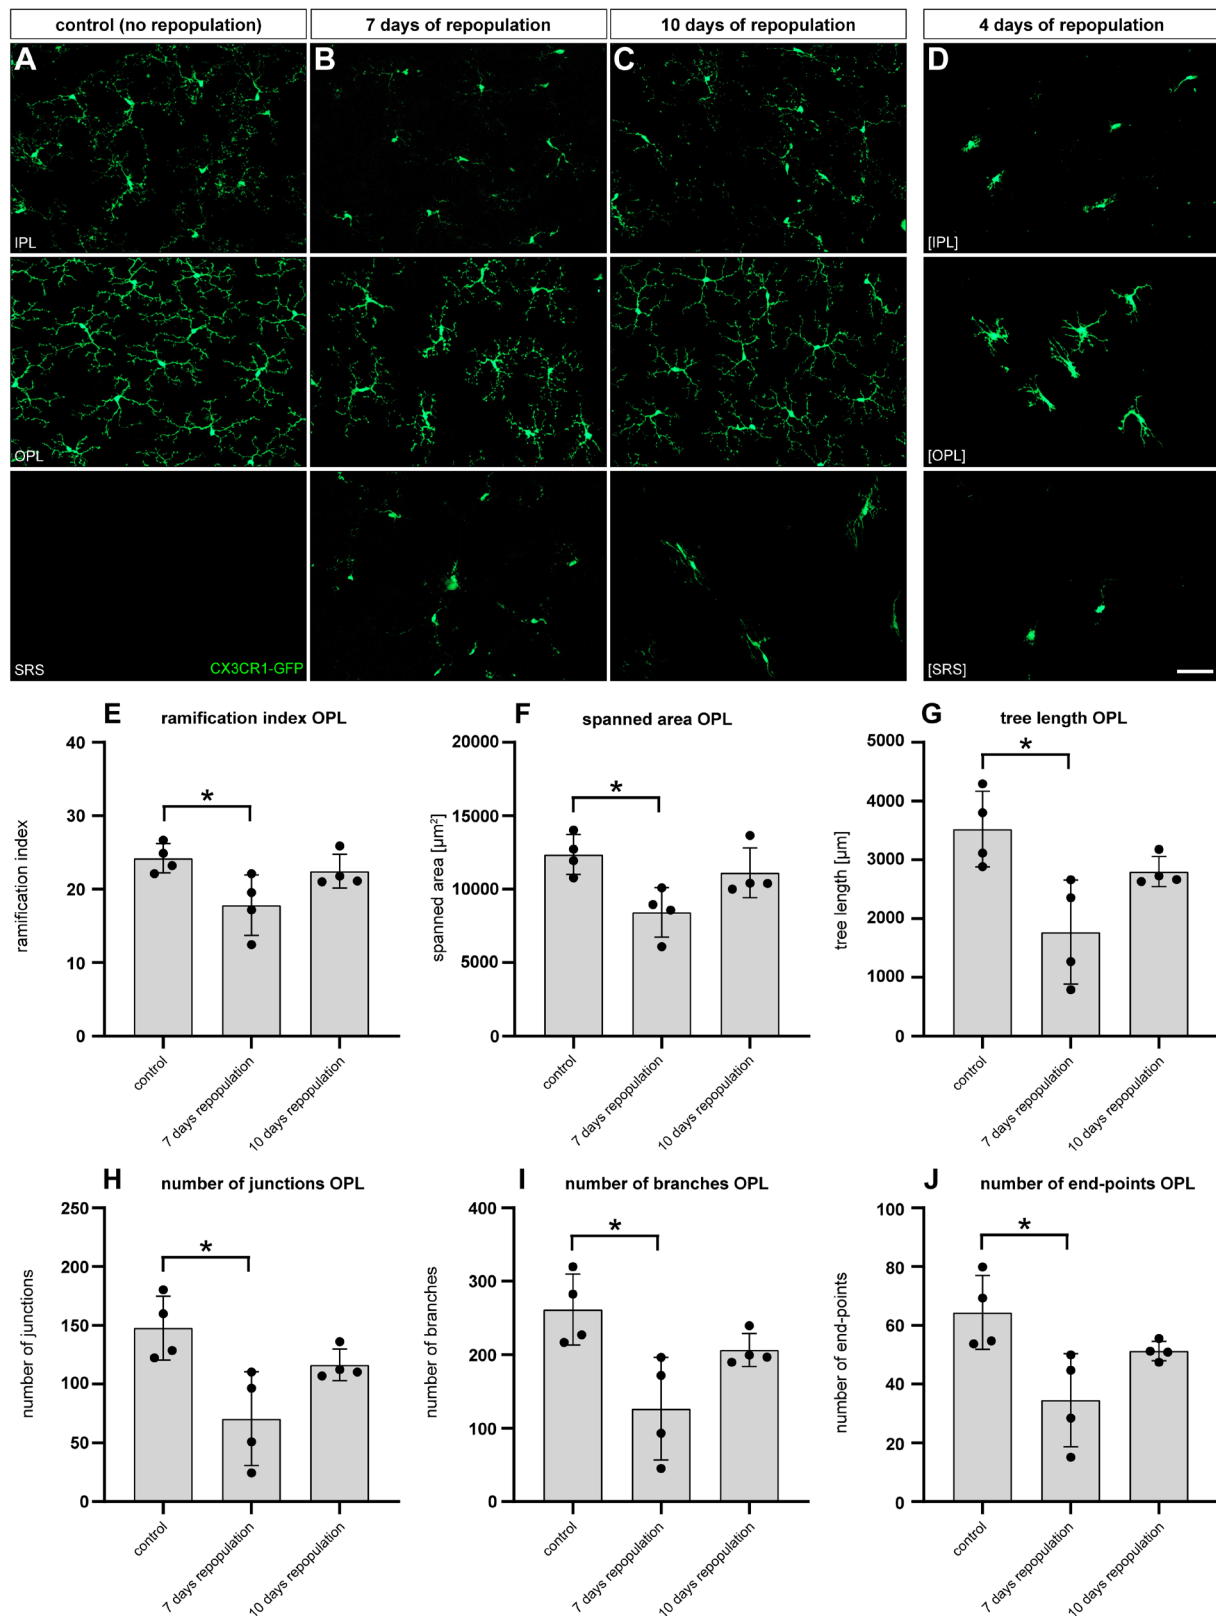 control (no repopulation)
7 days of repopulation
10 days of repopulation
4 days of repopulation
A
B
C
D
IPL
[IPL]
OPL
[OPL]
SRS
CX3CR1-GFP
[SRS]
E
ramification index OPL
40
30
20
10
0
ramification index
*
control
7 days repopulation
10 days repopulation
F
spanned area OPL
20000
15000
10000
5000
0
spanned area [µm²]
*
control
7 days repopulation
10 days repopulation
G
tree length OPL
5000
4000
3000
2000
1000
0
tree length [µm]
*
control
7 days repopulation
10 days repopulation
H
number of junctions OPL
250
200
150
100
50
0
number of junctions
*
control
7 days repopulation
10 days repopulation
I
number of branches OPL
400
300
200
100
0
number of branches
*
control
7 days repopulation
10 days repopulation
J
number of end-points OPL
100
80
60
40
20
0
number of end-points
*
control
7 days repopulation
10 days repopulation